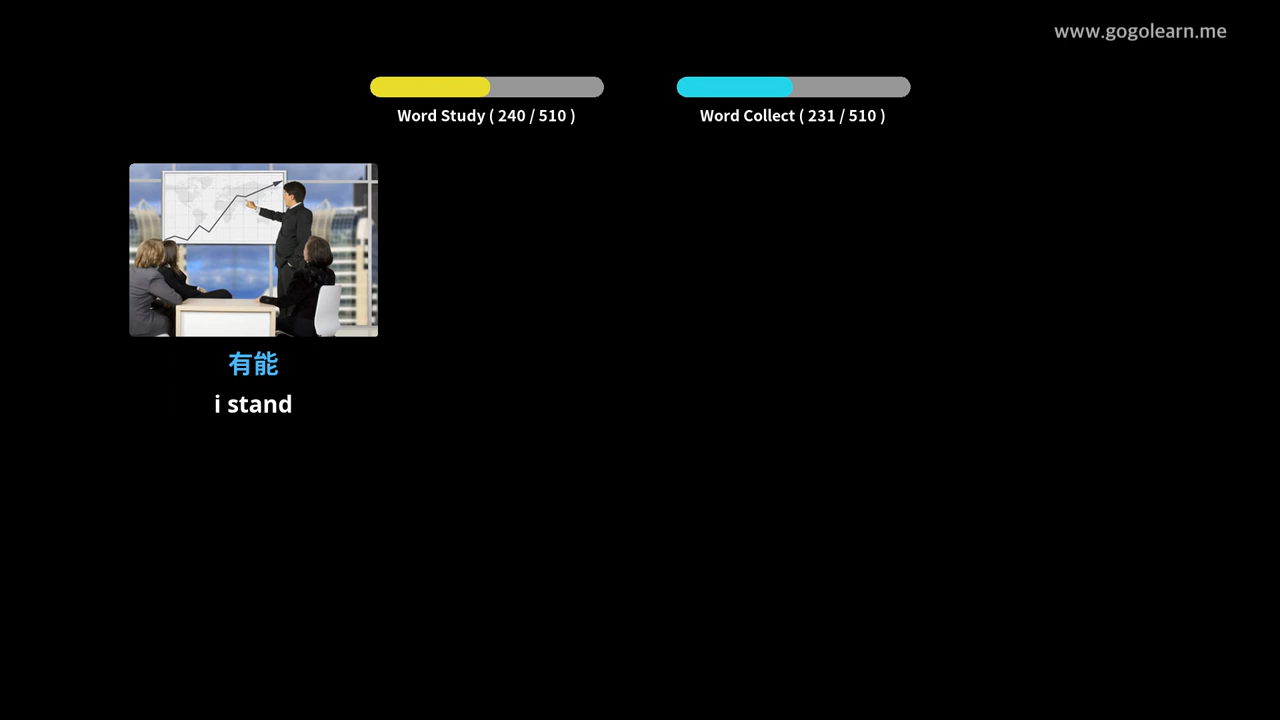 www.gogolearn.me
Word Study ( 240 / 510 )
Word Collect ( 231 / 510 )
有能
i stand